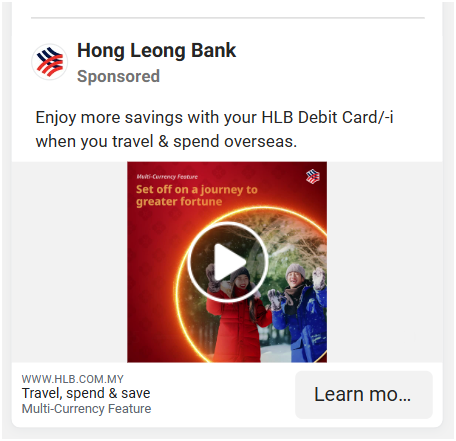 Hong Leong Bank
Sponsored
Enjoy more savings with your HLB Debit Card/-i
when you travel & spend overseas.
Multi-Currency Feature
Set off on a journey to
greater fortune
WWW.HLB.COM.MY
Travel, spend & save
Multi-Currency Feature
Learn mo...